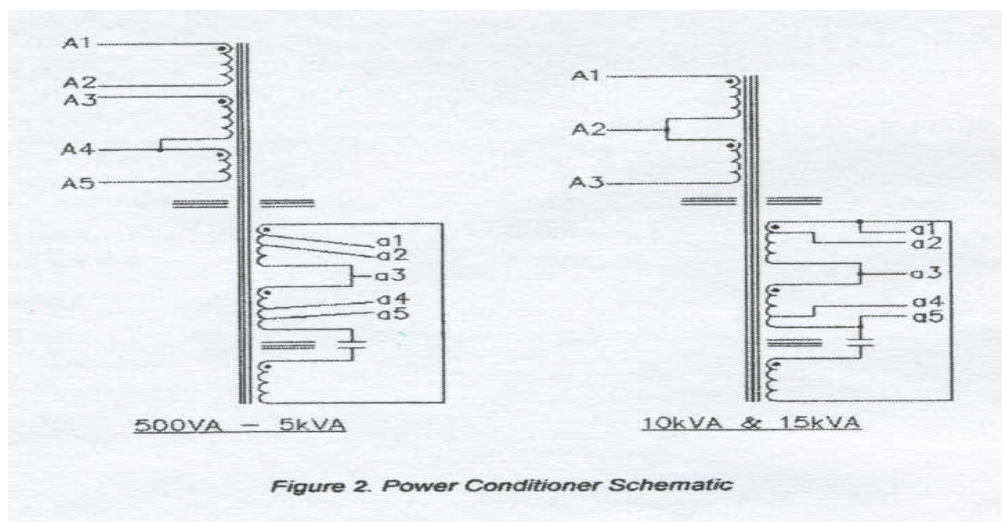 A1
A2
A3
A4
A5
a1
a2
a3
a4
a5
500VA - 5kVA
A1
A2
A3
a1
a2
a3
a4
a5
10kVA & 15kVA
Figure 2. Power Conditioner Schematic